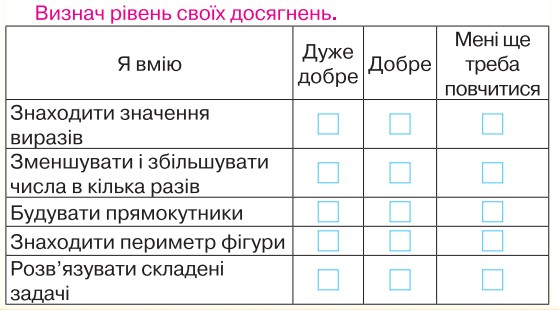 Визнач рівень своїх досягнень.
Я вмію
Дуже
добре
Добре
Мені ще
треба
повчитися
Знаходити значення
виразів
Зменшувати і збільшувати
числа в кілька разів
Будувати прямокутники
Знаходити периметр фігури
Розв’язувати складені
задачі